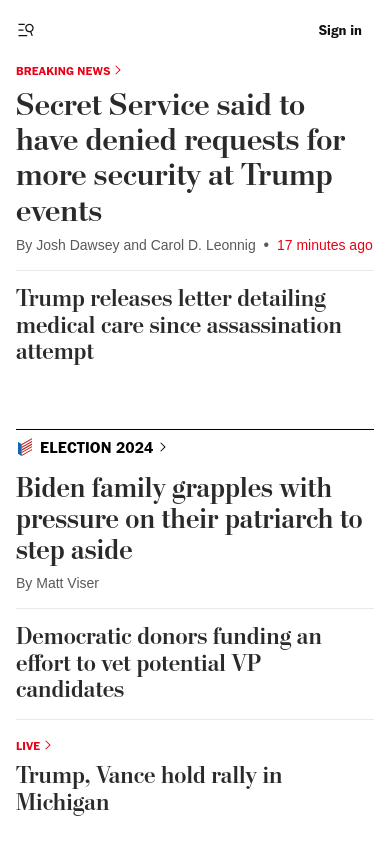 Sign in
BREAKING NEWS
Secret Service said to
have denied requests for
more security at Trump
events
By Josh Dawsey and Carol D. Leonnig • 17 minutes ago
Trump releases letter detailing
medical care since assassination
attempt
ELECTION 2024
Biden family grapples with
pressure on their patriarch to
step aside
By Matt Viser
Democratic donors funding an
effort to vet potential VP
candidates
LIVE
Trump, Vance hold rally in
Michigan